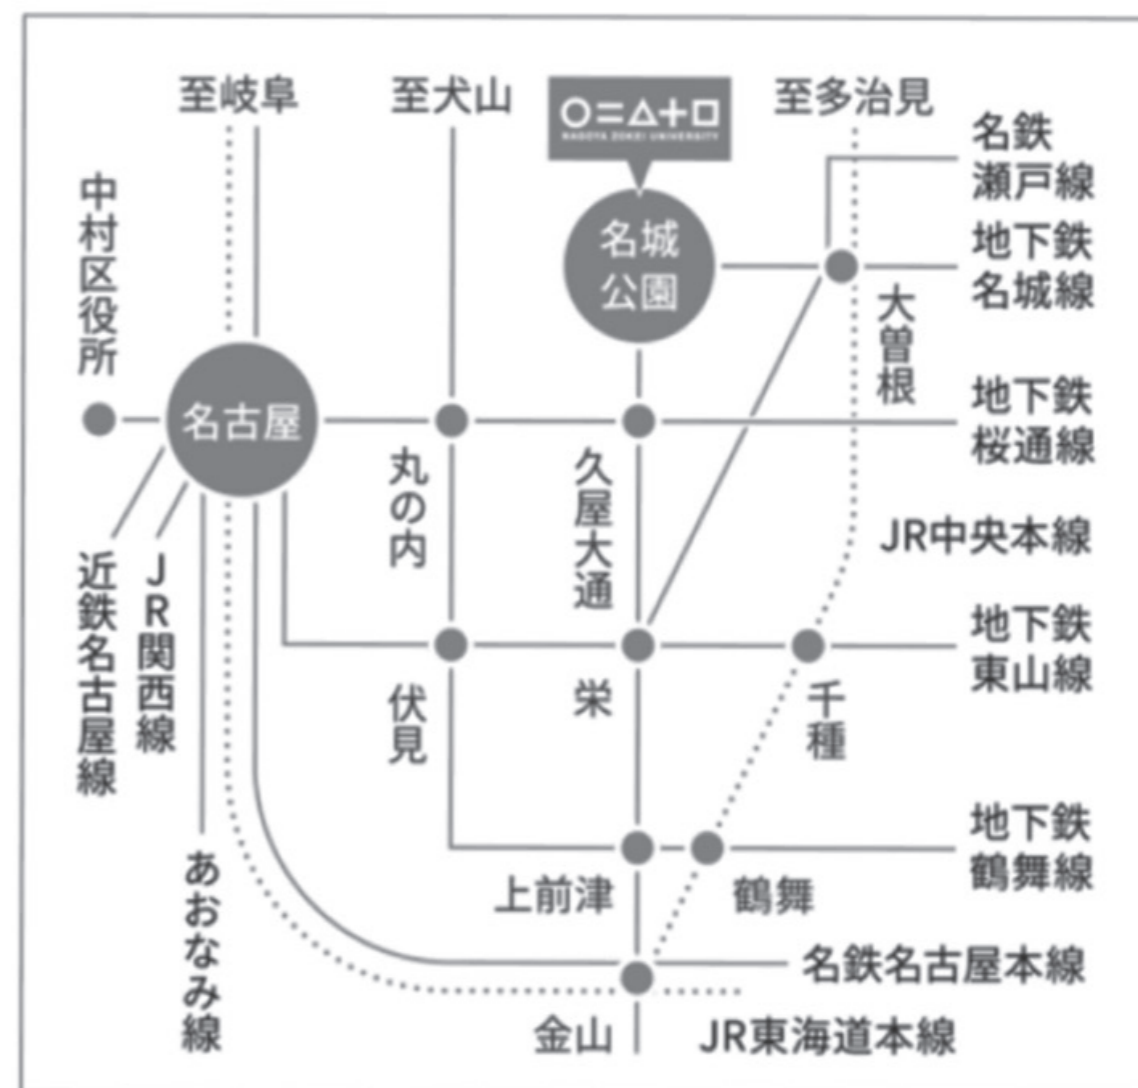 至岐阜
至犬山
○=△+□
NAGOYA ZOKEI UNIVERSITY
至多治見
名鉄
瀬戸線
中村区役所
名城
公園
地下鉄
名城線
大曽根
名古屋
地下鉄
桜通線
丸の内
久屋大通
JR中央本線
近鉄名古屋線
JR関西線
地下鉄
東山線
伏見
栄
千種
地下鉄
鶴舞線
あおなみ線
上前津
鶴舞
名鉄名古屋本線
金山
JR東海道本線